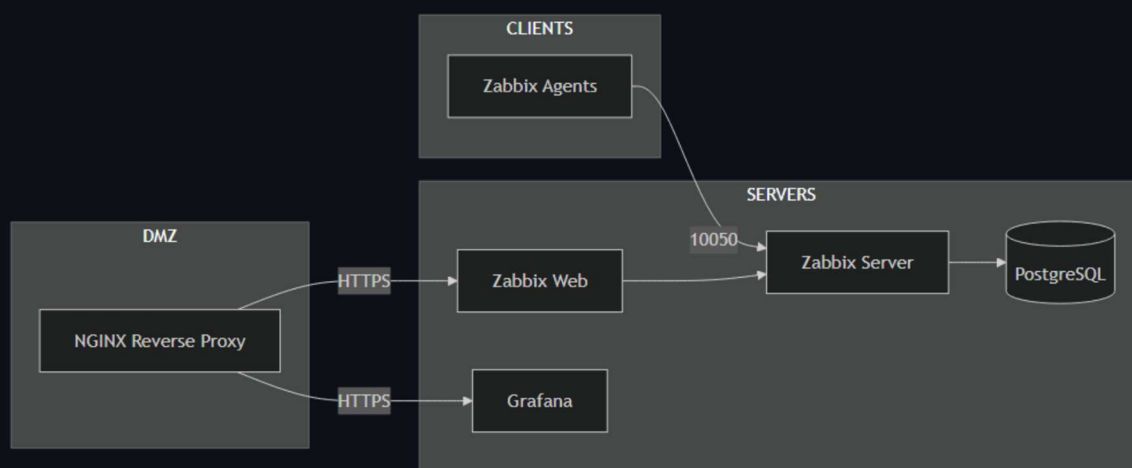 CLIENTS
Zabbix Agents
SERVERS
DMZ
10050
Zabbix Server
PostgreSQL
HTTPS
Zabbix Web
NGINX Reverse Proxy
HTTPS
Grafana